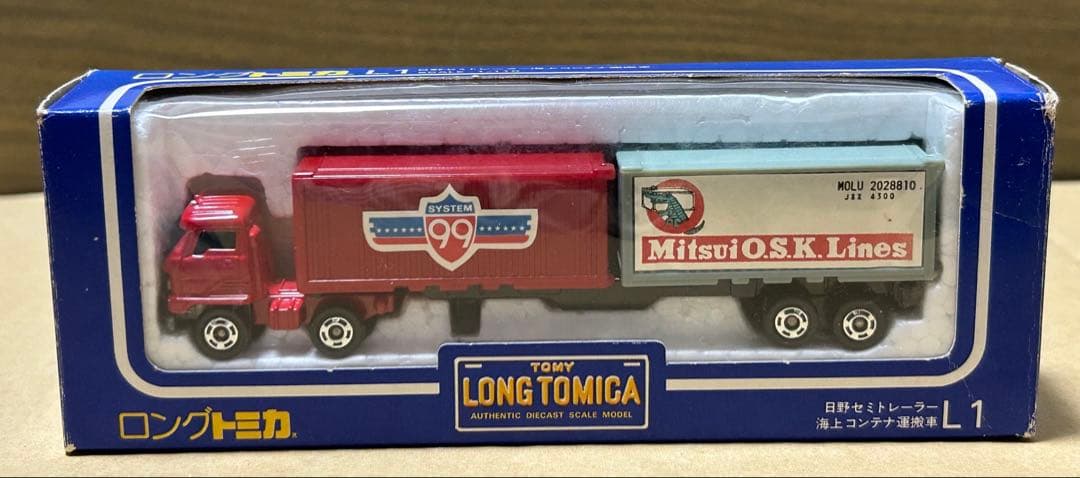 ロングトミカ L1
SYSTEM
99
MOLU 2028810
JBX 4300
Mitsui O.S.K. Lines
TOMY
LONG TOMICA
AUTHENTIC DIECAST SCALE MODEL
ロングトミカ
日野セミトレーラー
海上コンテナ運搬車 L1